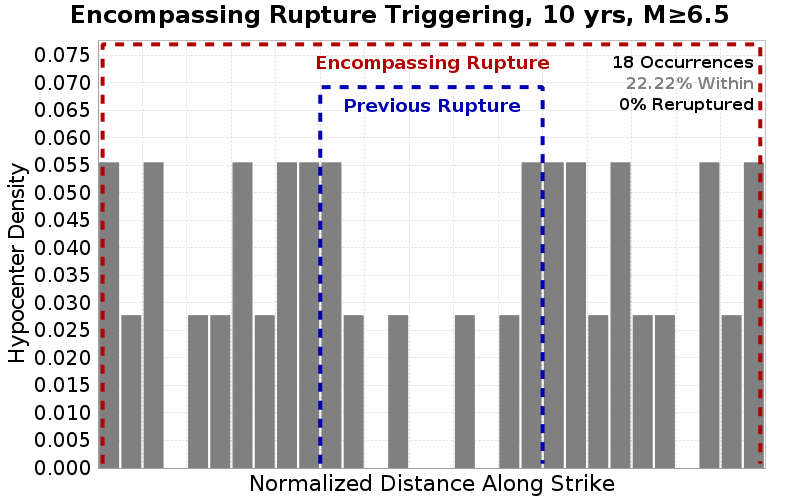 Encompassing Rupture Triggering, 10 yrs, M≥6.5
Encompassing Rupture
Previous Rupture
18 Occurrences
22.22% Within
0% Reruptured
Hypocenter Density
0.075
0.070
0.065
0.060
0.055
0.050
0.045
0.040
0.035
0.030
0.025
0.020
0.015
0.010
0.005
0.000
Normalized Distance Along Strike